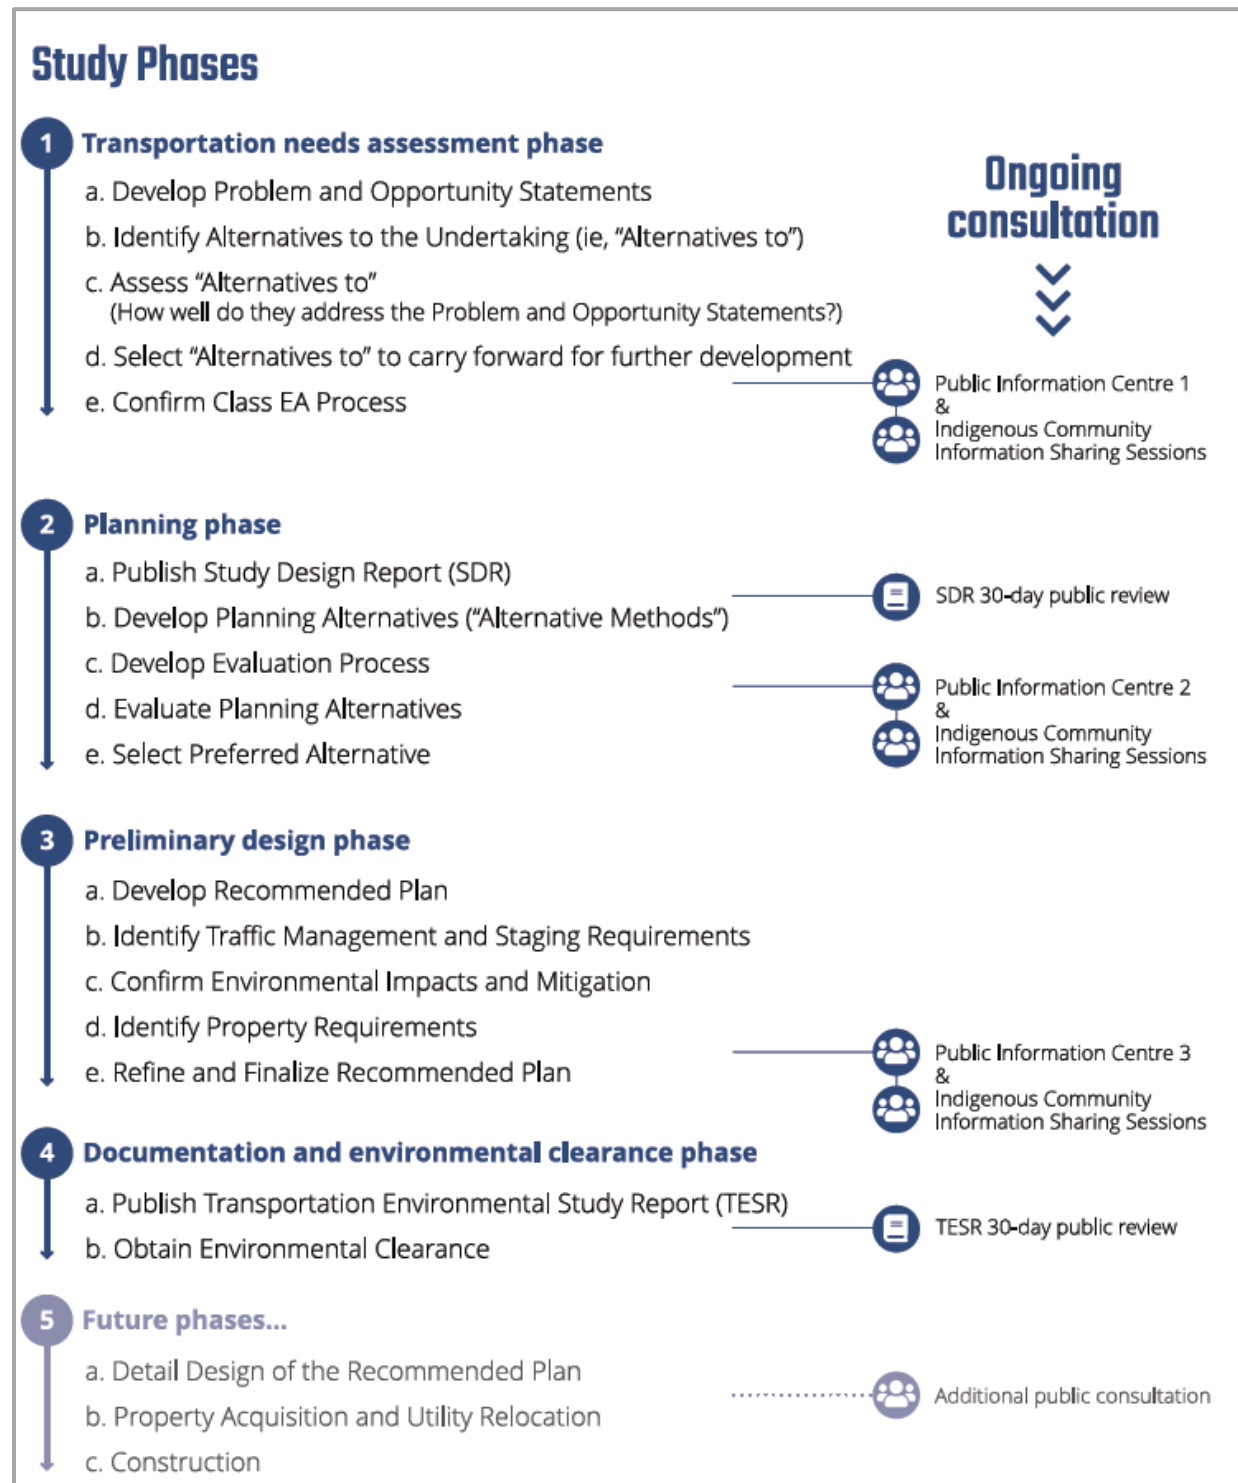 Study Phases
1 Transportation needs assessment phase
a. Develop Problem and Opportunity Statements
b. Identify Alternatives to the Undertaking (ie, “Alternatives to”)
c. Assess “Alternatives to”
(How well do they address the Problem and Opportunity Statements?)
d. Select “Alternatives to” to carry forward for further development
e. Confirm Class EA Process
Ongoing
consultation
Public Information Centre 1
&
Indigenous Community
Information Sharing Sessions
2 Planning phase
a. Publish Study Design Report (SDR)
b. Develop Planning Alternatives (“Alternative Methods”)
c. Develop Evaluation Process
d. Evaluate Planning Alternatives
e. Select Preferred Alternative
SDR 30-day public review
Public Information Centre 2
&
Indigenous Community
Information Sharing Sessions
3 Preliminary design phase
a. Develop Recommended Plan
b. Identify Traffic Management and Staging Requirements
c. Confirm Environmental Impacts and Mitigation
d. Identify Property Requirements
e. Refine and Finalize Recommended Plan
Public Information Centre 3
&
Indigenous Community
Information Sharing Sessions
4 Documentation and environmental clearance phase
a. Publish Transportation Environmental Study Report (TESR)
b. Obtain Environmental Clearance
TESR 30-day public review
5 Future phases...
a. Detail Design of the Recommended Plan
b. Property Acquisition and Utility Relocation
c. Construction
Additional public consultation